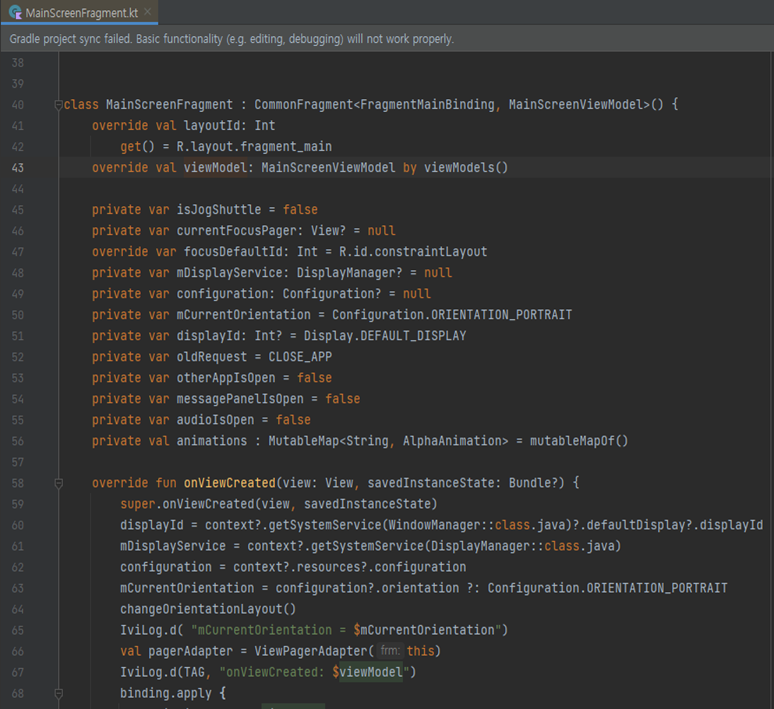 MainScreenFragment.kt
Gradle project sync failed. Basic functionality (e.g. editing, debugging) will not work properly.
38
39
40 class MainScreenFragment : CommonFragment<FragmentMainBinding, MainScreenViewModel>() {
41 override val layoutId: Int
42 get() = R.layout.fragment_main
43 override val viewModel: MainScreenViewModel by viewModels()
44
45 private var isJogShuttle = false
46 private var currentFocusPager: View? = null
47 override var focusDefaultId: Int = R.id.constraintLayout
48 private var mDisplayService: DisplayManager? = null
49 private var configuration: Configuration? = null
50 private var mCurrentOrientation = Configuration.ORIENTATION_PORTRAIT
51 private var displayId: Int? = Display.DEFAULT_DISPLAY
52 private var oldRequest = CLOSE_APP
53 private var otherAppIsOpen = false
54 private var messagePanelIsOpen = false
55 private var audioIsOpen = false
56 private val animations : MutableMap<String, AlphaAnimation> = mutableMapOf()
57
58 override fun onViewCreated(view: View, savedInstanceState: Bundle?) {
59 super.onViewCreated(view, savedInstanceState)
60 displayId = context?.getSystemService(WindowManager::class.java)?.defaultDisplay?.displayId
61 mDisplayService = context?.getSystemService(DisplayManager::class.java)
62 configuration = context?.resources?.configuration
63 mCurrentOrientation = configuration?.orientation ?: Configuration.ORIENTATION_PORTRAIT
64 changeOrientationLayout()
65 IviLog.d( "mCurrentOrientation = $mCurrentOrientation")
66 val pagerAdapter = ViewPagerAdapter( frm: this)
67 IviLog.d(TAG, "onViewCreated: $viewModel")
68 binding.apply {